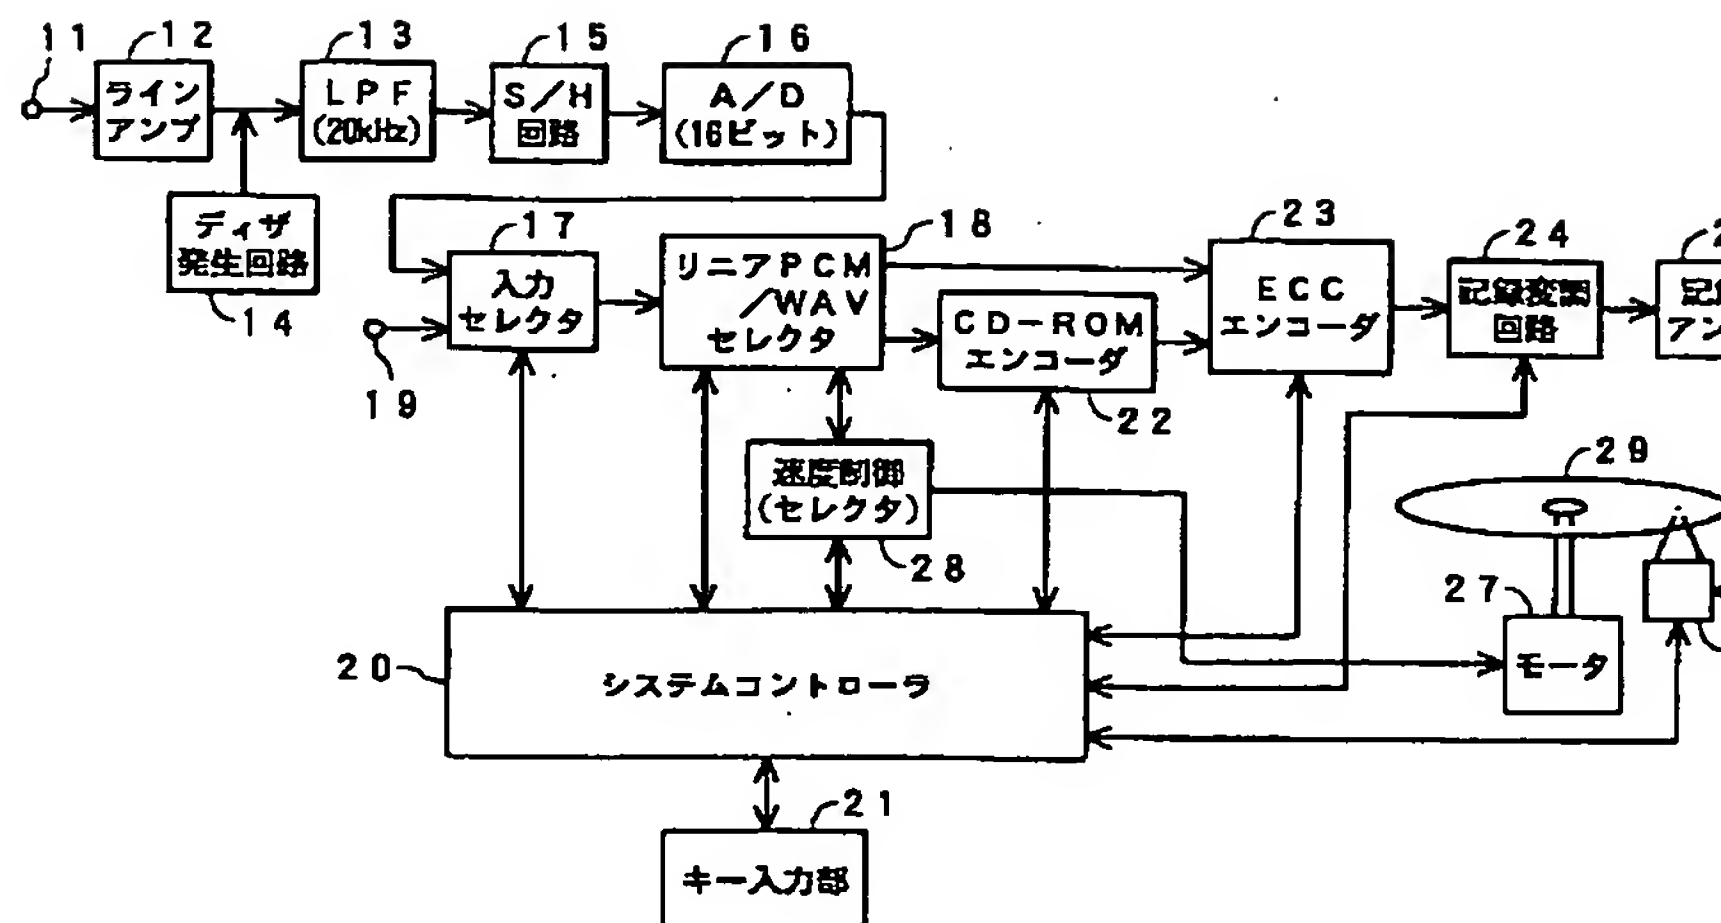 11
12
13
15
16
ライン
アンプ
LPF
(20kHz)
S/H
回路
A/D
(16ビット)
ディザ
発生回路
14
17
18
23
24
入力
セレクタ
19
リニアPCM
/WAV
セレクタ
CD-ROM
エンコーダ
22
ECC
エンコーダ
記録変調
回路
速度制御
(セレクタ)
28
29
27
モータ
20
システムコントローラ
21
キー入力部